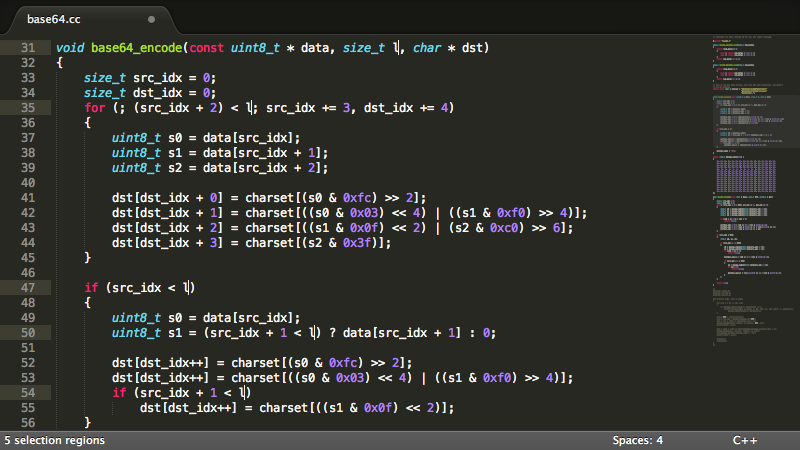 base64.cc
31 void base64_encode(const uint8_t * data, size_t l, char * dst)
32 {
33 size_t src_idx = 0;
34 size_t dst_idx = 0;
35 for (; (src_idx + 2) < l; src_idx += 3, dst_idx += 4)
36 {
37 uint8_t s0 = data[src_idx];
38 uint8_t s1 = data[src_idx + 1];
39 uint8_t s2 = data[src_idx + 2];
40
41 dst[dst_idx + 0] = charset[(s0 & 0xfc) >> 2];
42 dst[dst_idx + 1] = charset[((s0 & 0x03) << 4) | ((s1 & 0xf0) >> 4)];
43 dst[dst_idx + 2] = charset[((s1 & 0x0f) << 2) | (s2 & 0xc0) >> 6];
44 dst[dst_idx + 3] = charset[(s2 & 0x3f)];
45 }
46
47 if (src_idx < l)
48 {
49 uint8_t s0 = data[src_idx];
50 uint8_t s1 = (src_idx + 1 < l) ? data[src_idx + 1] : 0;
51
52 dst[dst_idx++] = charset[(s0 & 0xfc) >> 2];
53 dst[dst_idx++] = charset[((s0 & 0x03) << 4) | ((s1 & 0xf0) >> 4)];
54 if (src_idx + 1 < l)
55 dst[dst_idx++] = charset[((s1 & 0x0f) << 2)];
56 }
5 selection regions Spaces: 4 C++